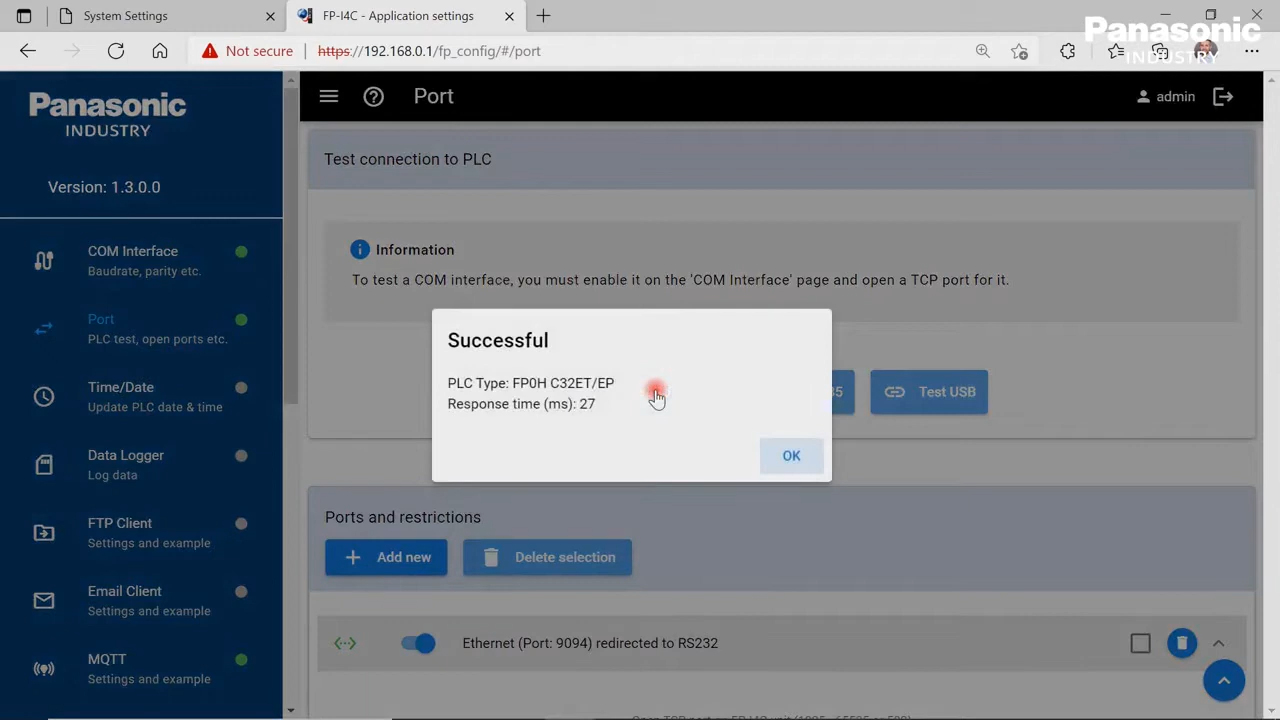 System Settings
FP-I4C - Application settings
Not secure
https://192.168.0.1/fp_config/#/port
Panasonic
INDUSTRY
Panasonic
INDUSTRY
Version: 1.3.0.0
COM Interface
Baudrate, parity etc.
Port
PLC test, open ports etc.
Time/Date
Update PLC date & time
Data Logger
Log data
FTP Client
Settings and example
Email Client
Settings and example
MQTT
Settings and example
Port
admin
Test connection to PLC
Information
To test a COM interface, you must enable it on the 'COM Interface' page and open a TCP port for it.
Test USB
Successful
PLC Type: FP0H C32ET/EP
Response time (ms): 27
OK
Ports and restrictions
Add new
Delete selection
Ethernet (Port: 9094) redirected to RS232